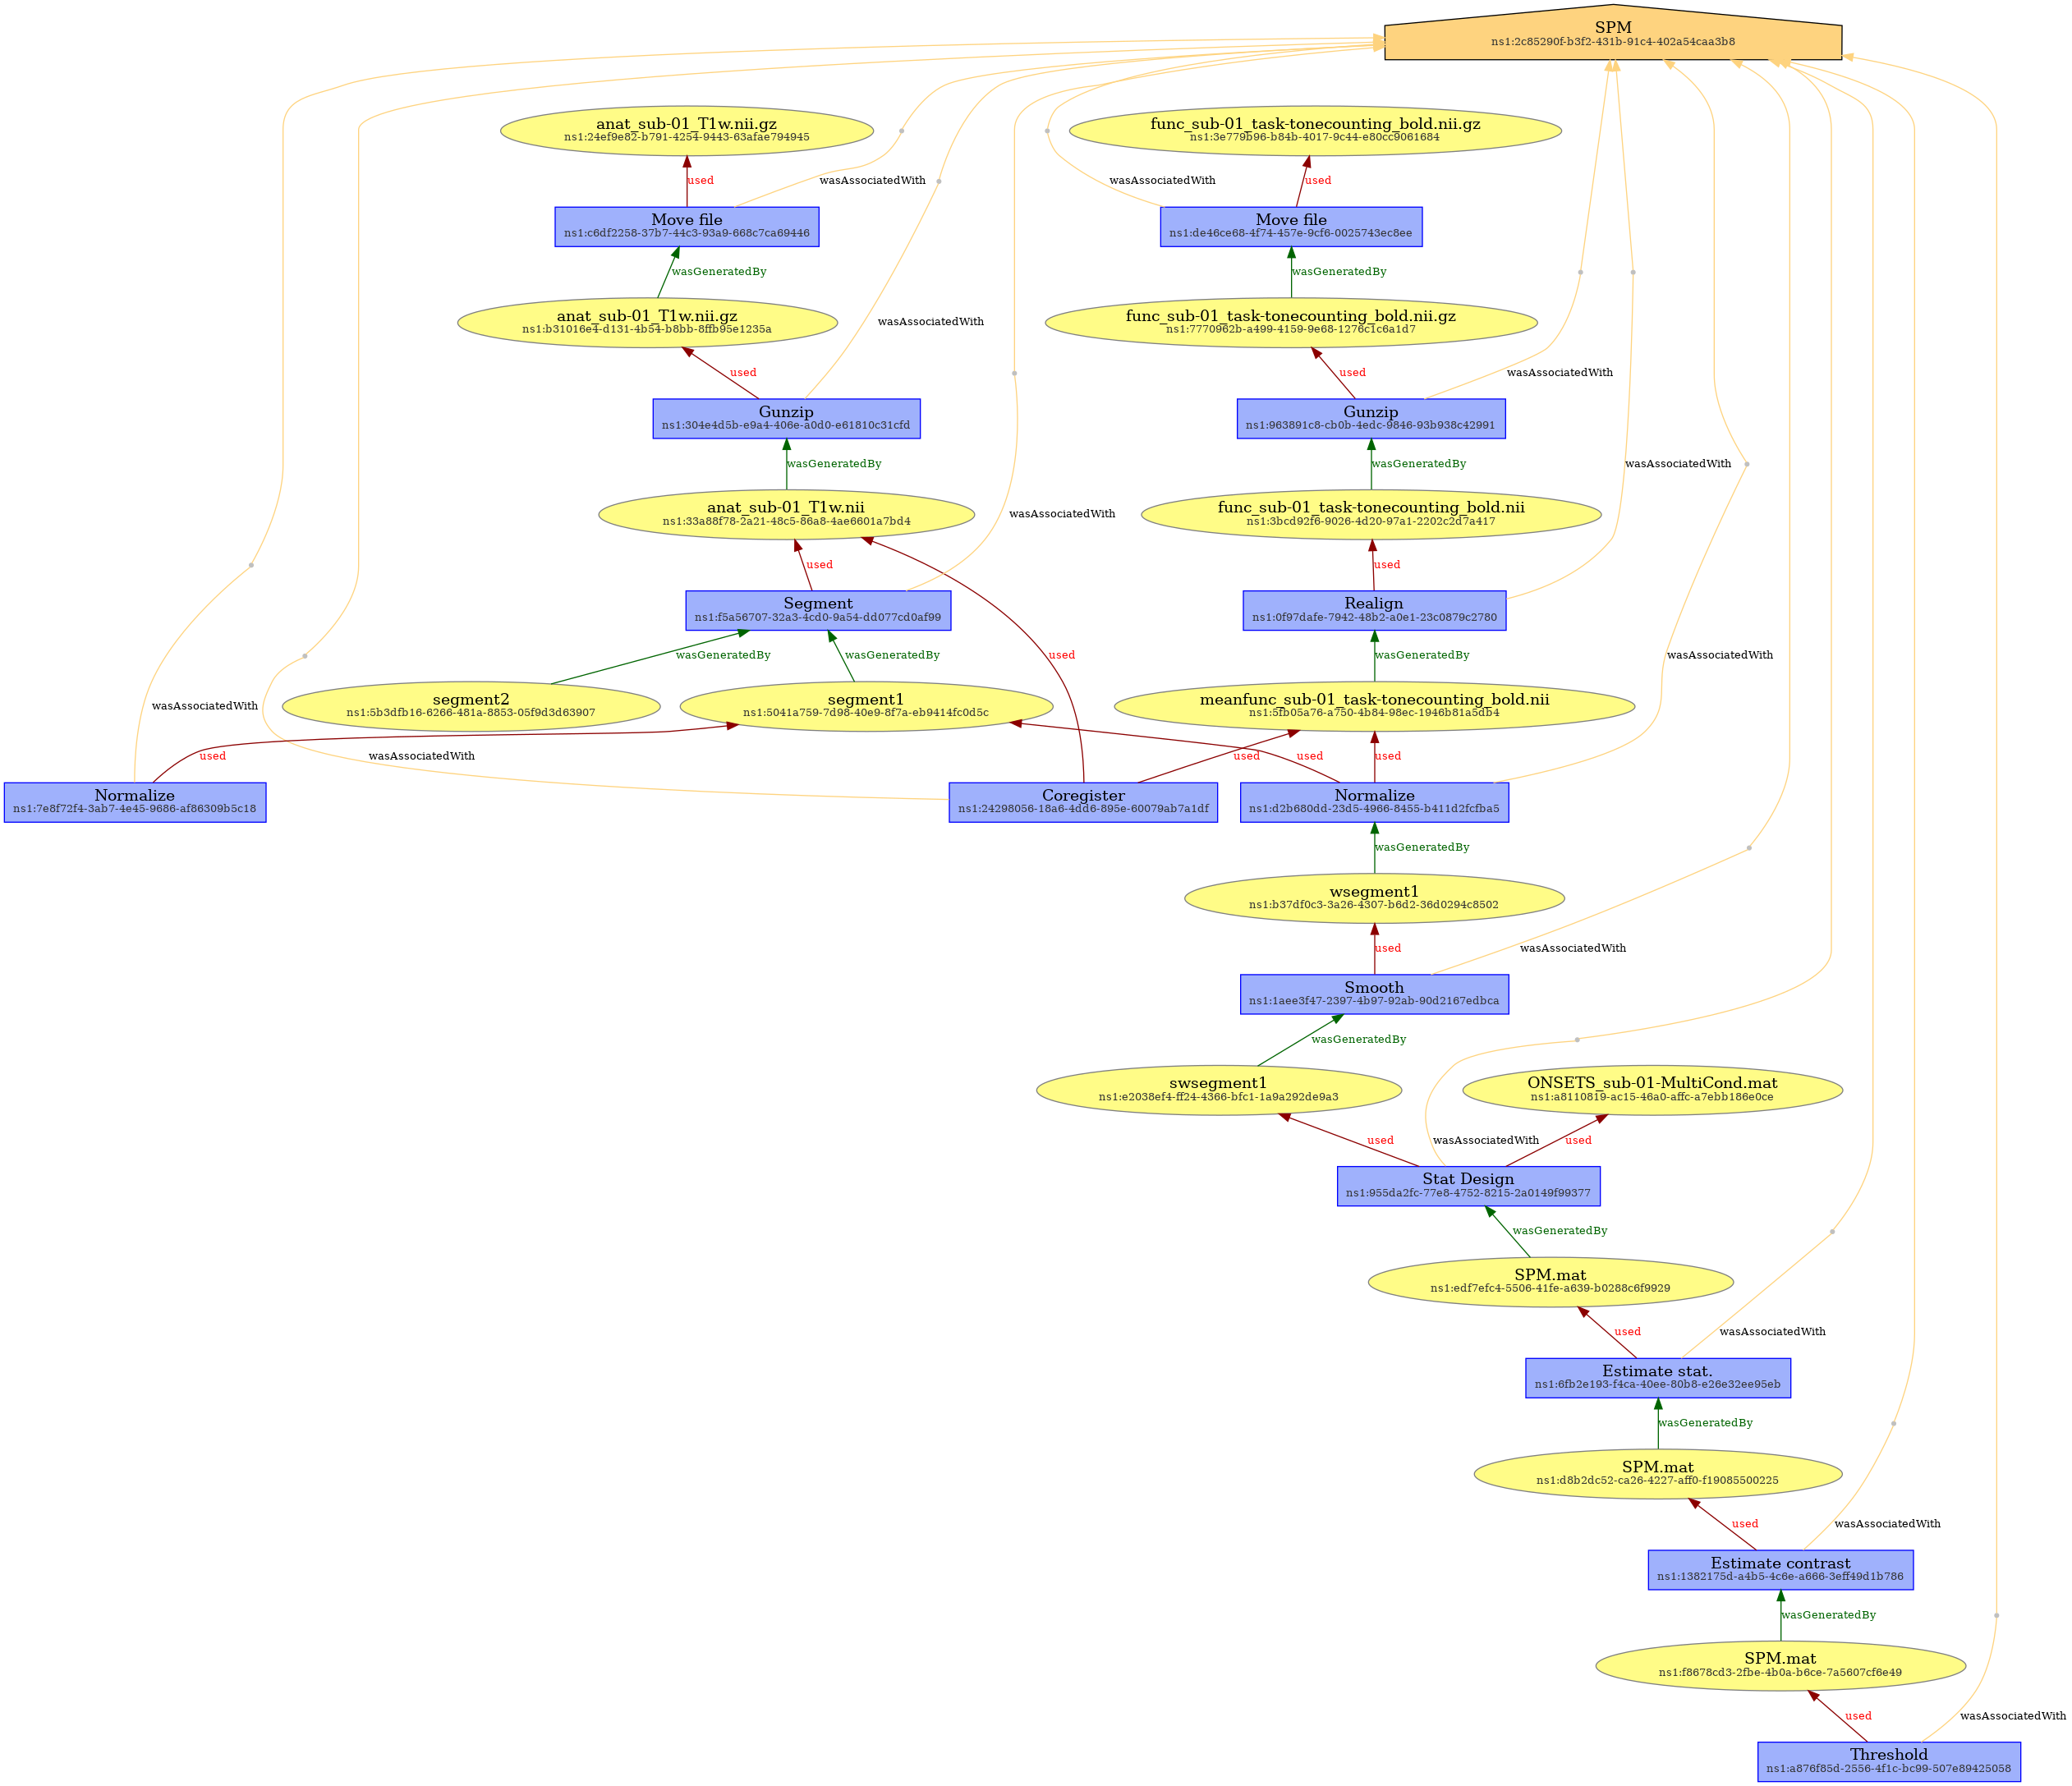 SPM
ns1:2c85290f-b3f2-431b-91c4-402a54caa3b8
anat_sub-01_T1w.nii.gz
ns1:24ef9e82-b791-4254-9443-63afae794945
func_sub-01_task-tonecounting_bold.nii.gz
ns1:3e779b96-b84b-4017-9c44-e80cc9061684
used
wasAssociatedWith
wasAssociatedWith
used
Move file
ns1:c6df2258-37b7-44c3-93a9-668c7ca69446
Move file
ns1:de46ce68-4f74-457e-9cf6-0025743ec8ee
wasGeneratedBy
wasGeneratedBy
anat_sub-01_T1w.nii.gz
ns1:b31016e4-d131-4b54-b8bb-8ffb95e1235a
wasAssociatedWith
func_sub-01_task-tonecounting_bold.nii.gz
ns1:7770962b-a499-4159-9e68-1276c1c6a1d7
used
used
wasAssociatedWith
Gunzip
ns1:304e4d5b-e9a4-406e-a0d0-e61810c31cfd
Gunzip
ns1:963891c8-cb0b-4edc-9846-93b938c42991
wasGeneratedBy
wasGeneratedBy
wasAssociatedWith
anat_sub-01_T1w.nii
ns1:33a88f78-2a21-48c5-86a8-4ae6601a7bd4
wasAssociatedWith
func_sub-01_task-tonecounting_bold.nii
ns1:3bcd92f6-9026-4d20-97a1-2202c2d7a417
used
used
Segment
ns1:f5a56707-32a3-4cd0-9a54-dd077cd0af99
Realign
ns1:0f97dafe-7942-48b2-a0e1-23c0879c2780
wasGeneratedBy
wasGeneratedBy
used
wasGeneratedBy
wasAssociatedWith
wasAssociatedWith
segment2
ns1:5b3dfb16-6266-481a-8853-05f9d3d63907
segment1
ns1:5041a759-7d98-40e9-8f7a-eb9414fc0d5c
meanfunc_sub-01_task-tonecounting_bold.nii
ns1:5fb05a76-a750-4b84-98ec-1946b81a5db4
used
wasAssociatedWith
used
used
used
Normalize
ns1:7e8f72f4-3ab7-4e45-9686-af86309b5c18
Coregister
ns1:24298056-18a6-4dd6-895e-60079ab7a1df
Normalize
ns1:d2b680dd-23d5-4966-8455-b411d2fcfba5
wasGeneratedBy
wsegment1
ns1:b37df0c3-3a26-4307-b6d2-36d0294c8502
used
wasAssociatedWith
Smooth
ns1:1aee3f47-2397-4b97-92ab-90d2167edbca
wasGeneratedBy
swsegment1
ns1:e2038ef4-ff24-4366-bfc1-1a9a292de9a3
ONSETS_sub-01-MultiCond.mat
ns1:a8110819-ac15-46a0-affc-a7ebb186e0ce
used
wasAssociatedWith
used
Stat Design
ns1:955da2fc-77e8-4752-8215-2a0149f99377
wasGeneratedBy
SPM.mat
ns1:edf7efc4-5506-41fe-a639-b0288c6f9929
used
wasAssociatedWith
Estimate stat.
ns1:6fb2e193-f4ca-40ee-80b8-e26e32ee95eb
wasGeneratedBy
SPM.mat
ns1:d8b2dc52-ca26-4227-aff0-f19085500225
used
wasAssociatedWith
Estimate contrast
ns1:1382175d-a4b5-4c6e-a666-3eff49d1b786
wasGeneratedBy
SPM.mat
ns1:f8678cd3-2fbe-4b0a-b6ce-7a5607cf6e49
used
wasAssociatedWith
Threshold
ns1:a876f85d-2556-4f1c-bc99-507e89425058